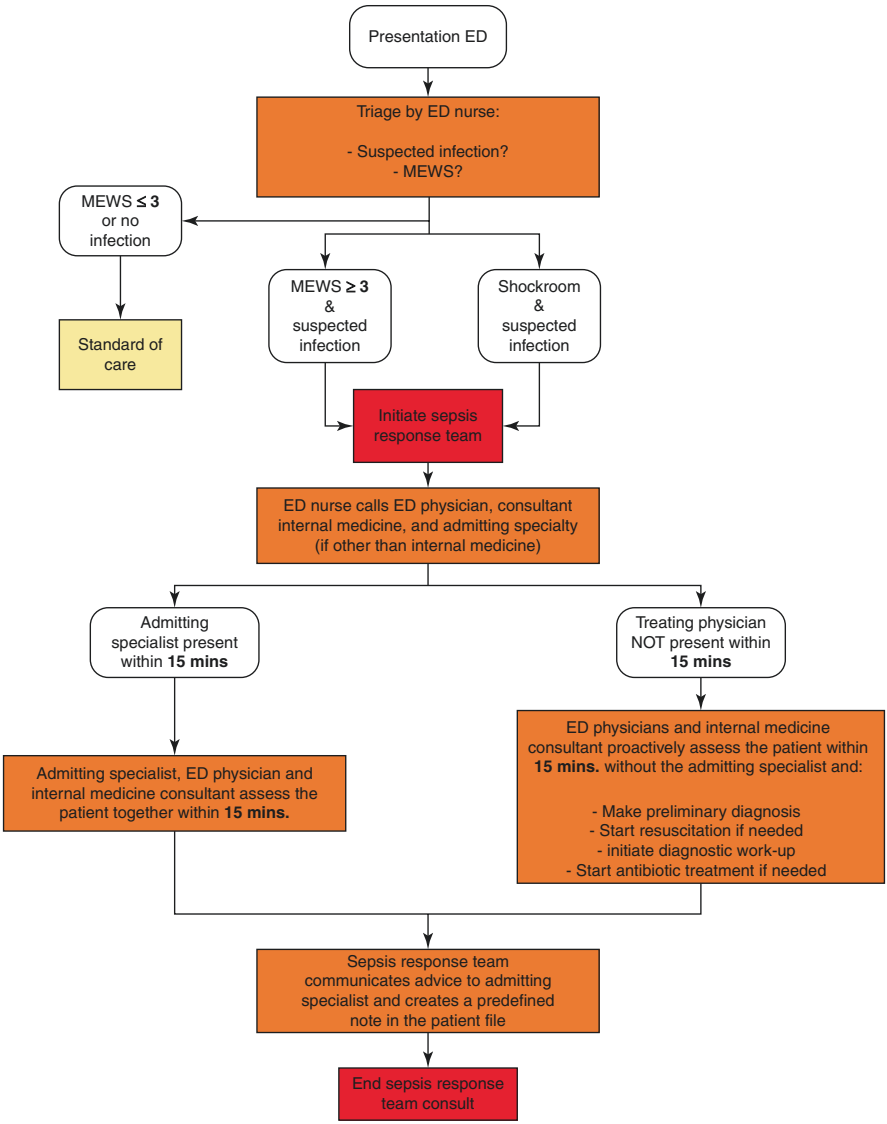 Presentation ED
Triage by ED nurse:
- Suspected infection?
- MEWS?
MEWS ≤ 3
or no
infection
MEWS ≥ 3
&
suspected
infection
Shockroom
&
suspected
infection
Standard of
care
Initiate sepsis
response team
ED nurse calls ED physician, consultant
internal medicine, and admitting specialty
(if other than internal medicine)
Admitting
specialist present
within 15 mins
Treating physician
NOT present within
15 mins
Admitting specialist, ED physician and
internal medicine consultant assess the
patient together within 15 mins.
ED physicians and internal medicine
consultant proactively assess the patient within
15 mins. without the admitting specialist and:
- Make preliminary diagnosis
- Start resuscitation if needed
- initiate diagnostic work-up
- Start antibiotic treatment if needed
Sepsis response team
communicates advice to admitting
specialist and creates a predefined
note in the patient file
End sepsis response
team consult